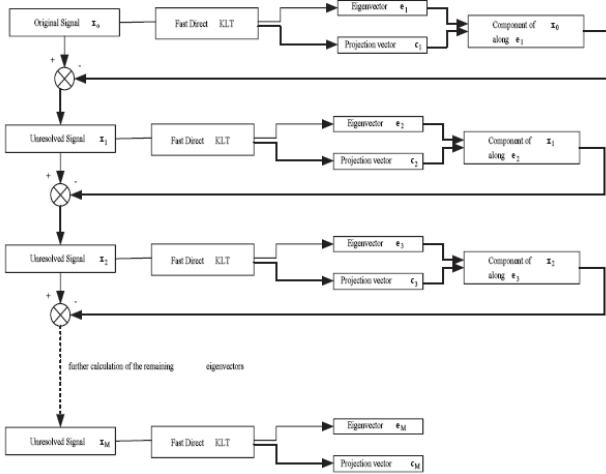 Original Signal x₀
Fast Direct KLT
Eigenvector e₁
Projection vector c₁
Component of x₀
along e₁
+
-
Unresolved Signal x₁
Fast Direct KLT
Eigenvector e₂
Projection vector c₂
Component of x₁
along e₂
+
-
Unresolved Signal x₂
Fast Direct KLT
Eigenvector e₃
Projection vector c₃
Component of x₂
along e₃
+
-
further calculation of the remaining eigenvectors
Unresolved Signal x_M
Fast Direct KLT
Eigenvector e_M
Projection vector c_M